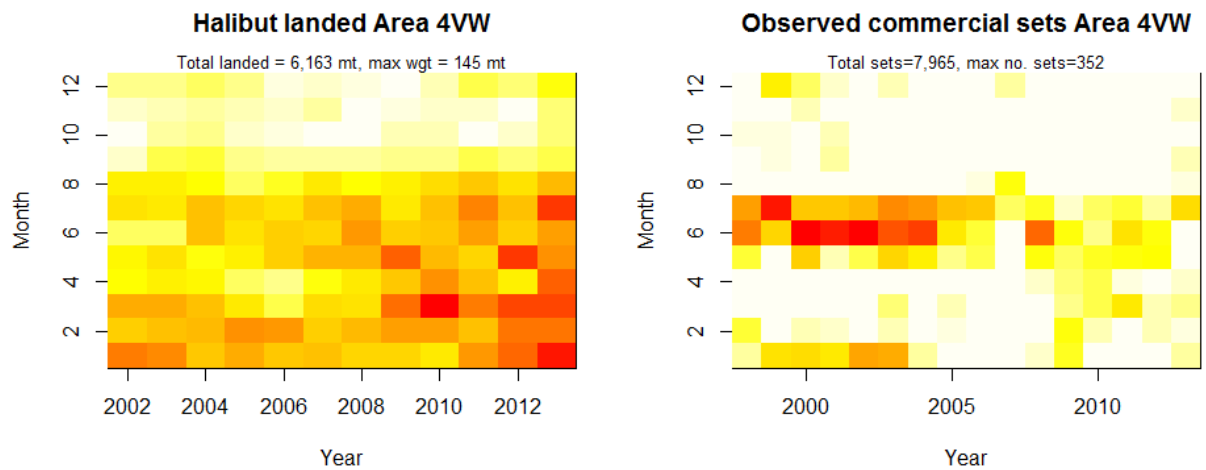 Halibut landed Area 4VW
Total landed = 6,163 mt, max wgt = 145 mt
Month
12
10
8
6
4
2
2002 2004 2006 2008 2010 2012
Year
Observed commercial sets Area 4VW
Total sets=7,965, max no. sets=352
Month
12
10
8
6
4
2
2000 2005 2010
Year